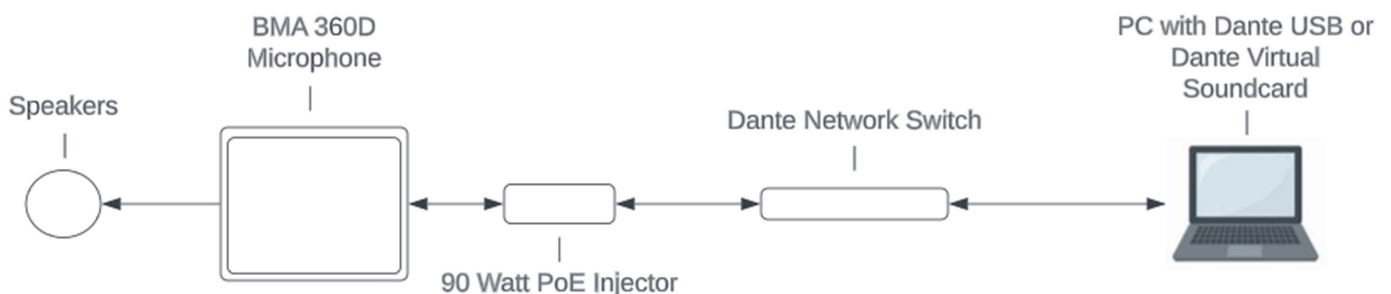 BMA 360D
Microphone
PC with Dante USB or
Dante Virtual
Soundcard
Speakers
Dante Network Switch
90 Watt PoE Injector